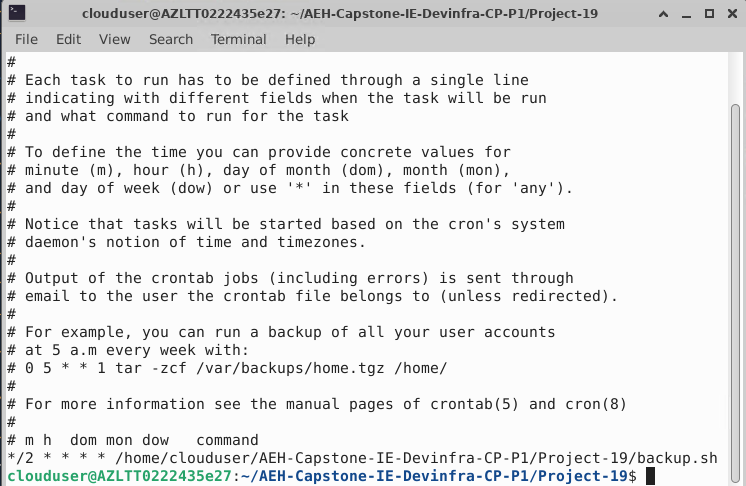 clouduser@AZLTT0222435e27: ~/AEH-Capstone-IE-Devinfra-CP-P1/Project-19
File Edit View Search Terminal Help
#
# Each task to run has to be defined through a single line
# indicating with different fields when the task will be run
# and what command to run for the task
#
# To define the time you can provide concrete values for
# minute (m), hour (h), day of month (dom), month (mon),
# and day of week (dow) or use '*' in these fields (for 'any').
#
# Notice that tasks will be started based on the cron's system
# daemon's notion of time and timezones.
#
# Output of the crontab jobs (including errors) is sent through
# email to the user the crontab file belongs to (unless redirected).
#
# For example, you can run a backup of all your user accounts
# at 5 a.m every week with:
# 0 5 * * 1 tar -zcf /var/backups/home.tgz /home/
#
# For more information see the manual pages of crontab(5) and cron(8)
#
# m h  dom mon dow   command
*/2 * * * * /home/clouduser/AEH-Capstone-IE-Devinfra-CP-P1/Project-19/backup.sh
clouduser@AZLTT0222435e27:~/AEH-Capstone-IE-Devinfra-CP-P1/Project-19$